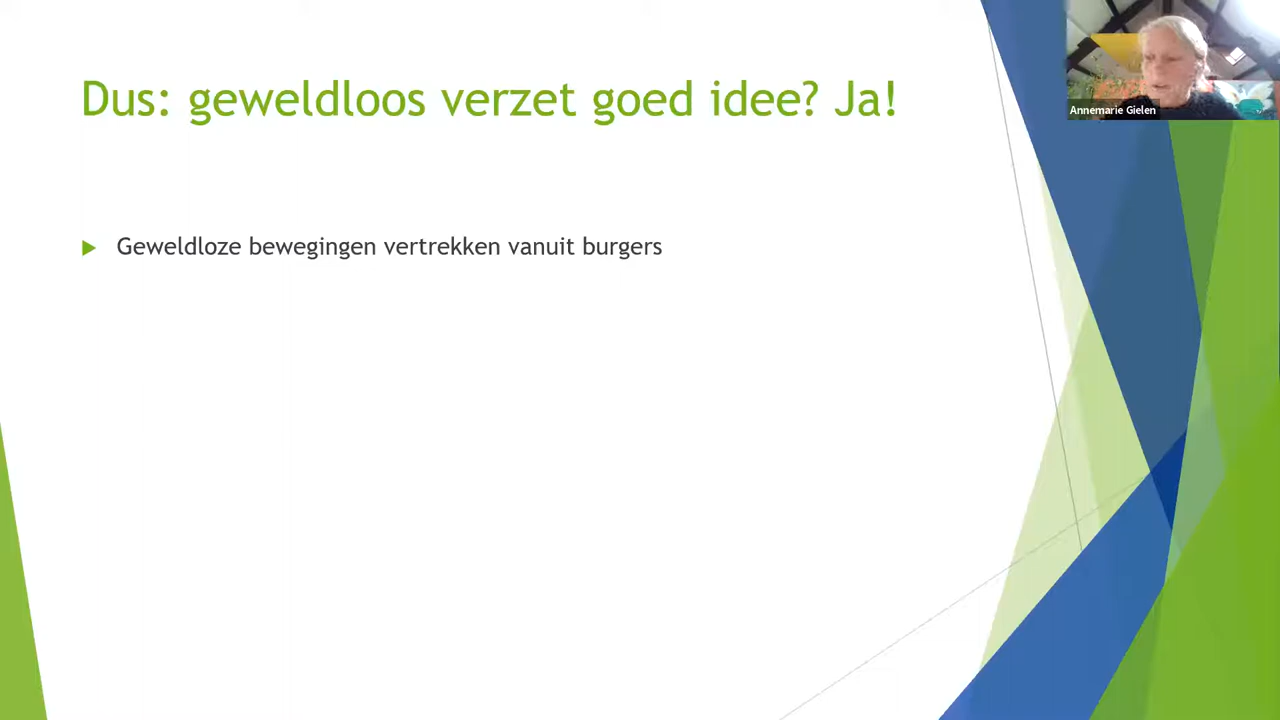 Dus: geweldloos verzet goed idee? Ja!
Annemarie Gielen
Geweldloze bewegingen vertrekken vanuit burgers